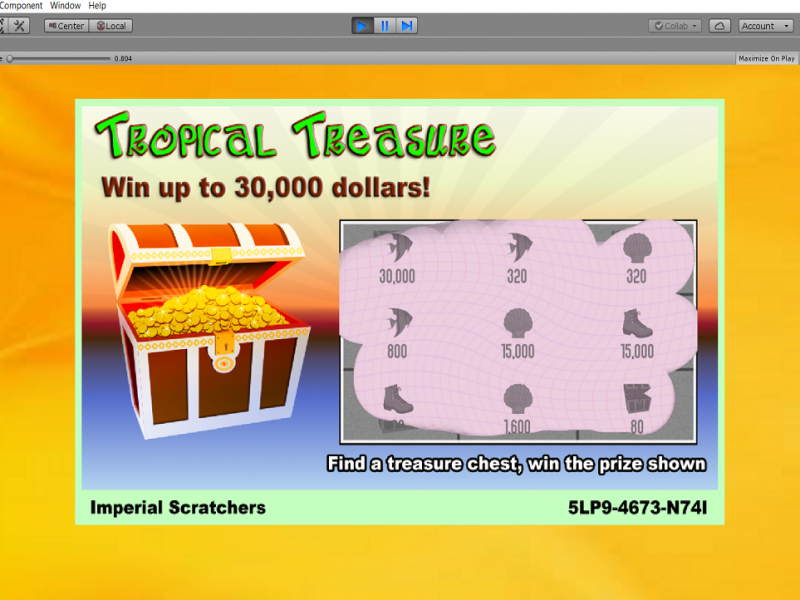 Component Window Help
Center Local
Collab
Account
0.804
Maximize On Play
Tropical Treasure
Win up to 30,000 dollars!
30,000 320 320
800 15,000 15,000
1,600 80
Find a treasure chest, win the prize shown
Imperial Scratchers 5LP9-4673-N74I